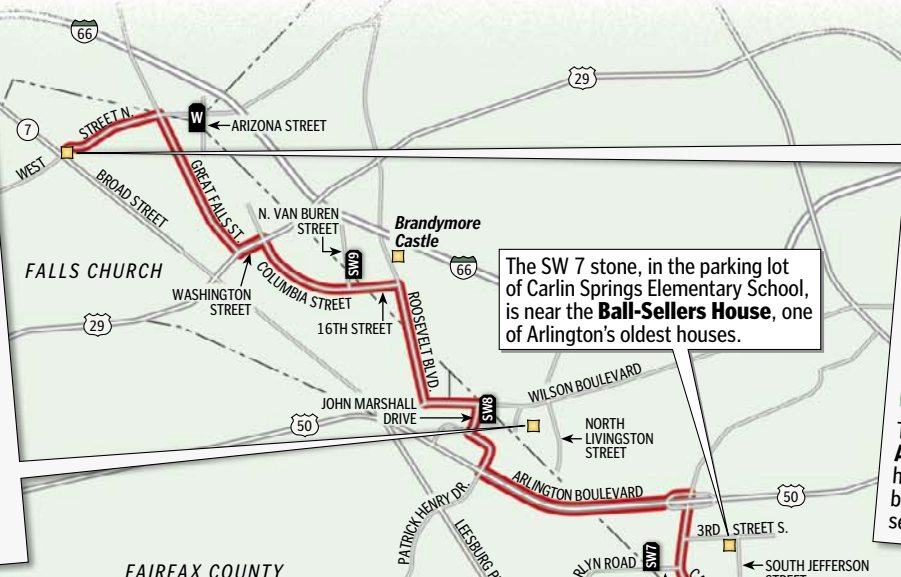 66
29
7
STREET N.
W
ARIZONA STREET
WEST
BROAD STREET
GREAT FALLS ST.
N. VAN BUREN
STREET
Brandymore
Castle
SW9
66
FALLS CHURCH
WASHINGTON
STREET
COLUMBIA STREET
16TH STREET
29
ROOSEVELT BLVD.
The SW 7 stone, in the parking lot
of Carlin Springs Elementary School,
is near the Ball-Sellers House, one
of Arlington's oldest houses.
JOHN MARSHALL
DRIVE
SW8
WILSON BOULEVARD
50
NORTH
LIVINGSTON
STREET
ARLINGTON BOULEVARD
50
PATRICK HENRY DR.
LEESBURG
3RD STREET S.
SW7
RLYN ROAD
SOUTH JEFFERSON
FAIRFAX COUNTY